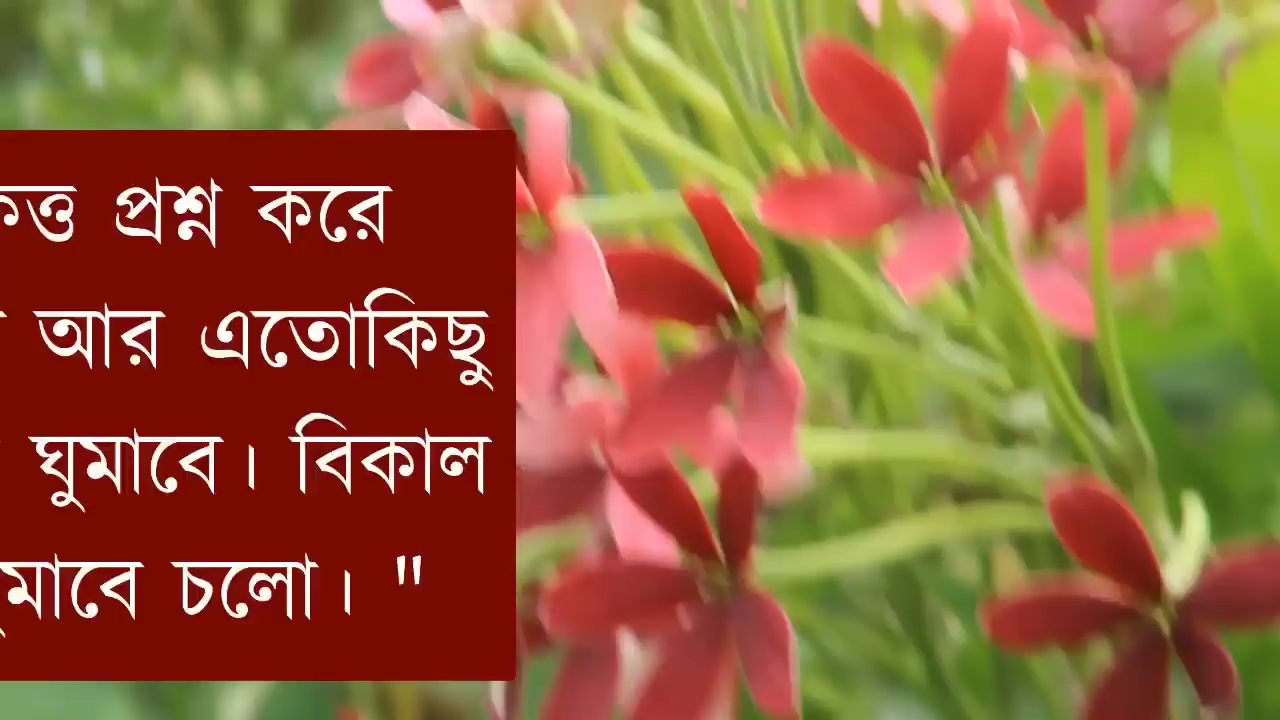 প্রশ্ন করে
আর এতোকিছু
ঘুমাবে। বিকাল
চলো। "